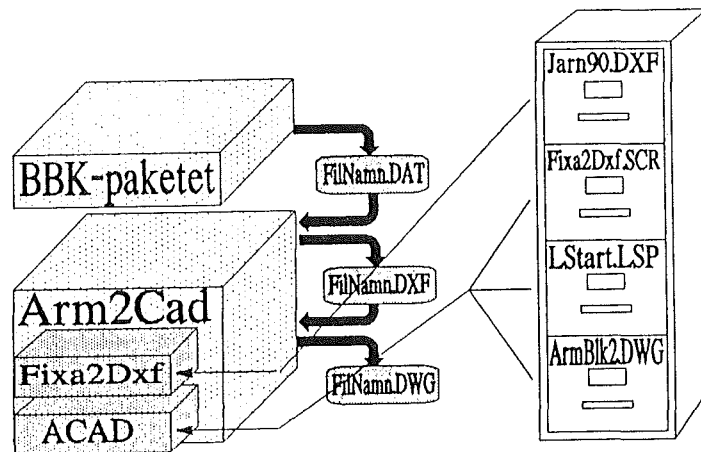 BBK-paketet
FilNamn.DAT
Arm2Cad
FilNamn.DXF
Fixa2Dxf
FilNamn.DWG
ACAD
Jarn90.DXF
Fixa2Dxf.SCR
LStart.LSP
ArmBlk2.DWG